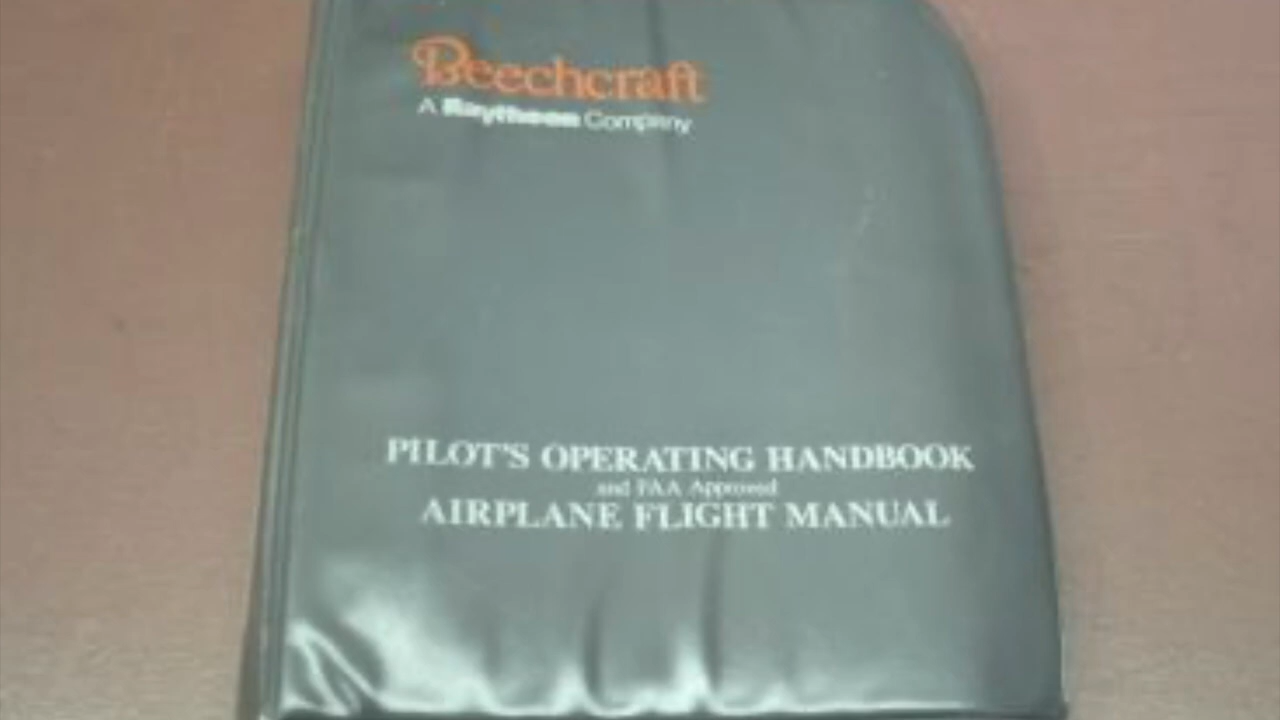 Beechcraft
A Raytheon Company
PILOT'S OPERATING HANDBOOK
and FAA Approved
AIRPLANE FLIGHT MANUAL